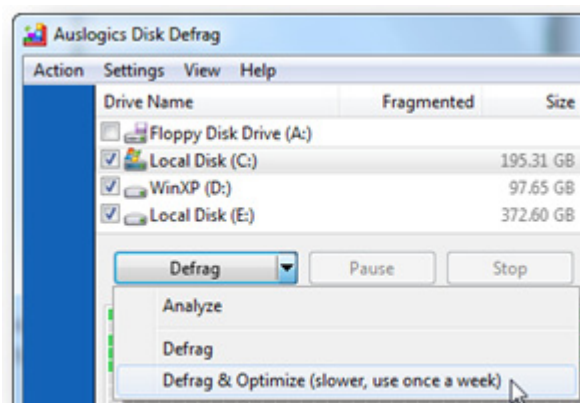 Auslogics Disk Defrag
Action Settings View Help
Drive Name Fragmented Size
Floppy Disk Drive (A:)
Local Disk (C:) 195.31 GB
WinXP (D:) 97.65 GB
Local Disk (E:) 372.60 GB
Defrag Pause Stop
Analyze
Defrag
Defrag & Optimize (slower, use once a week)